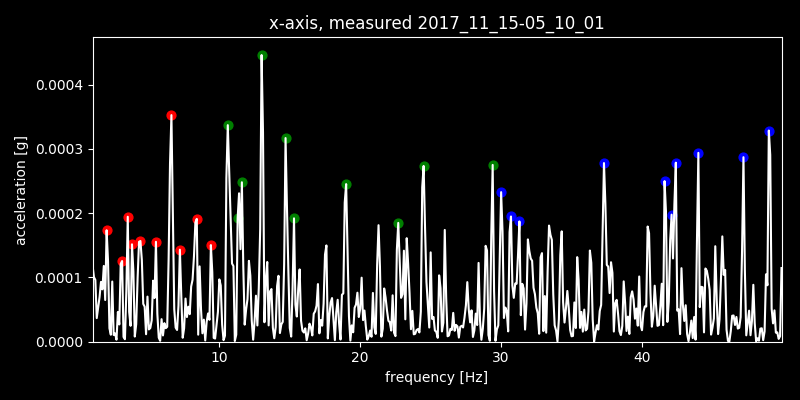 x-axis, measured 2017_11_15-05_10_01
0.0004
0.0003
0.0002
0.0001
0.0000
acceleration [g]
10 20 30 40
frequency [Hz]